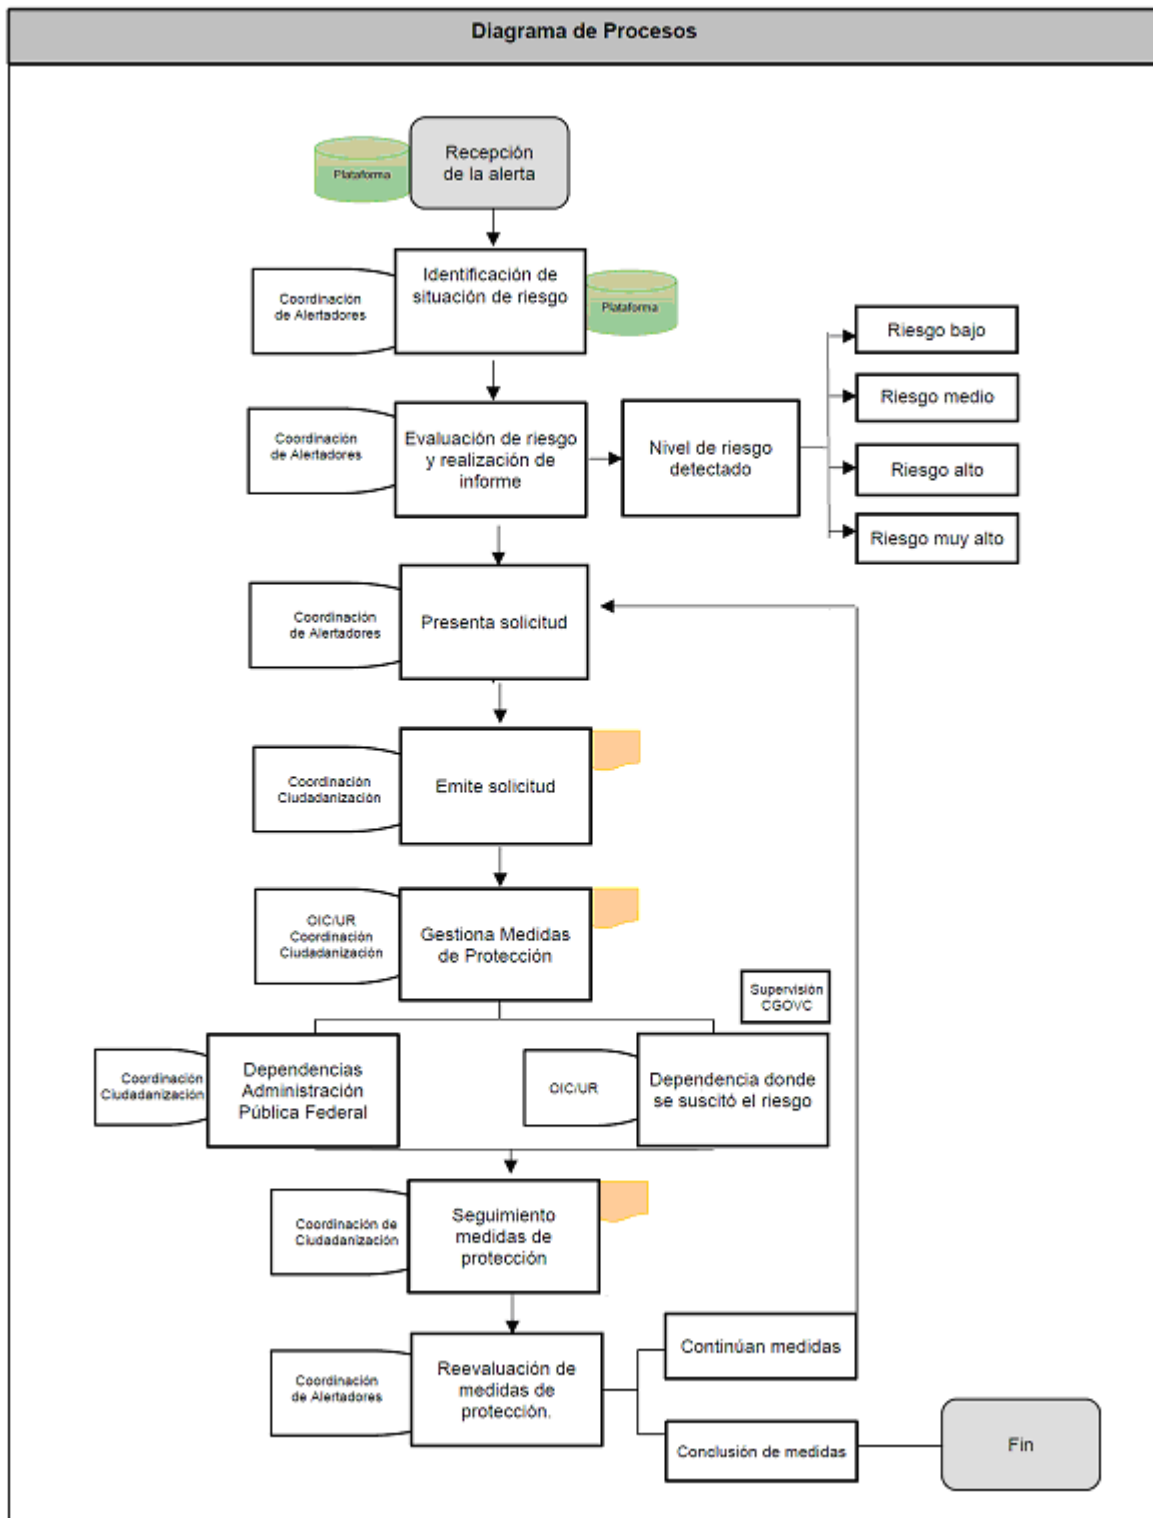 Diagrama de Procesos
Plataforma
Recepción
de la alerta
Coordinación
de Alertadores
Identificación de
situación de riesgo
Plataforma
Riesgo bajo
Riesgo medio
Riesgo alto
Riesgo muy alto
Coordinación
de Alertadores
Evaluación de riesgo
y realización de
informe
Nivel de riesgo
detectado
Coordinación
de Alertadores
Presenta solicitud
Coordinación
Ciudadanización
Emite solicitud
OIC/UR
Coordinación
Ciudadanización
Gestiona Medidas
de Protección
Supervisión
CGOVC
Coordinación
Ciudadanización
Dependencias
Administración
Pública Federal
OIC/UR
Dependencia donde
se suscitó el riesgo
Coordinación de
Ciudadanización
Seguimiento
medidas de
protección
Coordinación
de Alertadores
Reevaluación de
medidas de
protección.
Continúan medidas
Conclusión de medidas
Fin